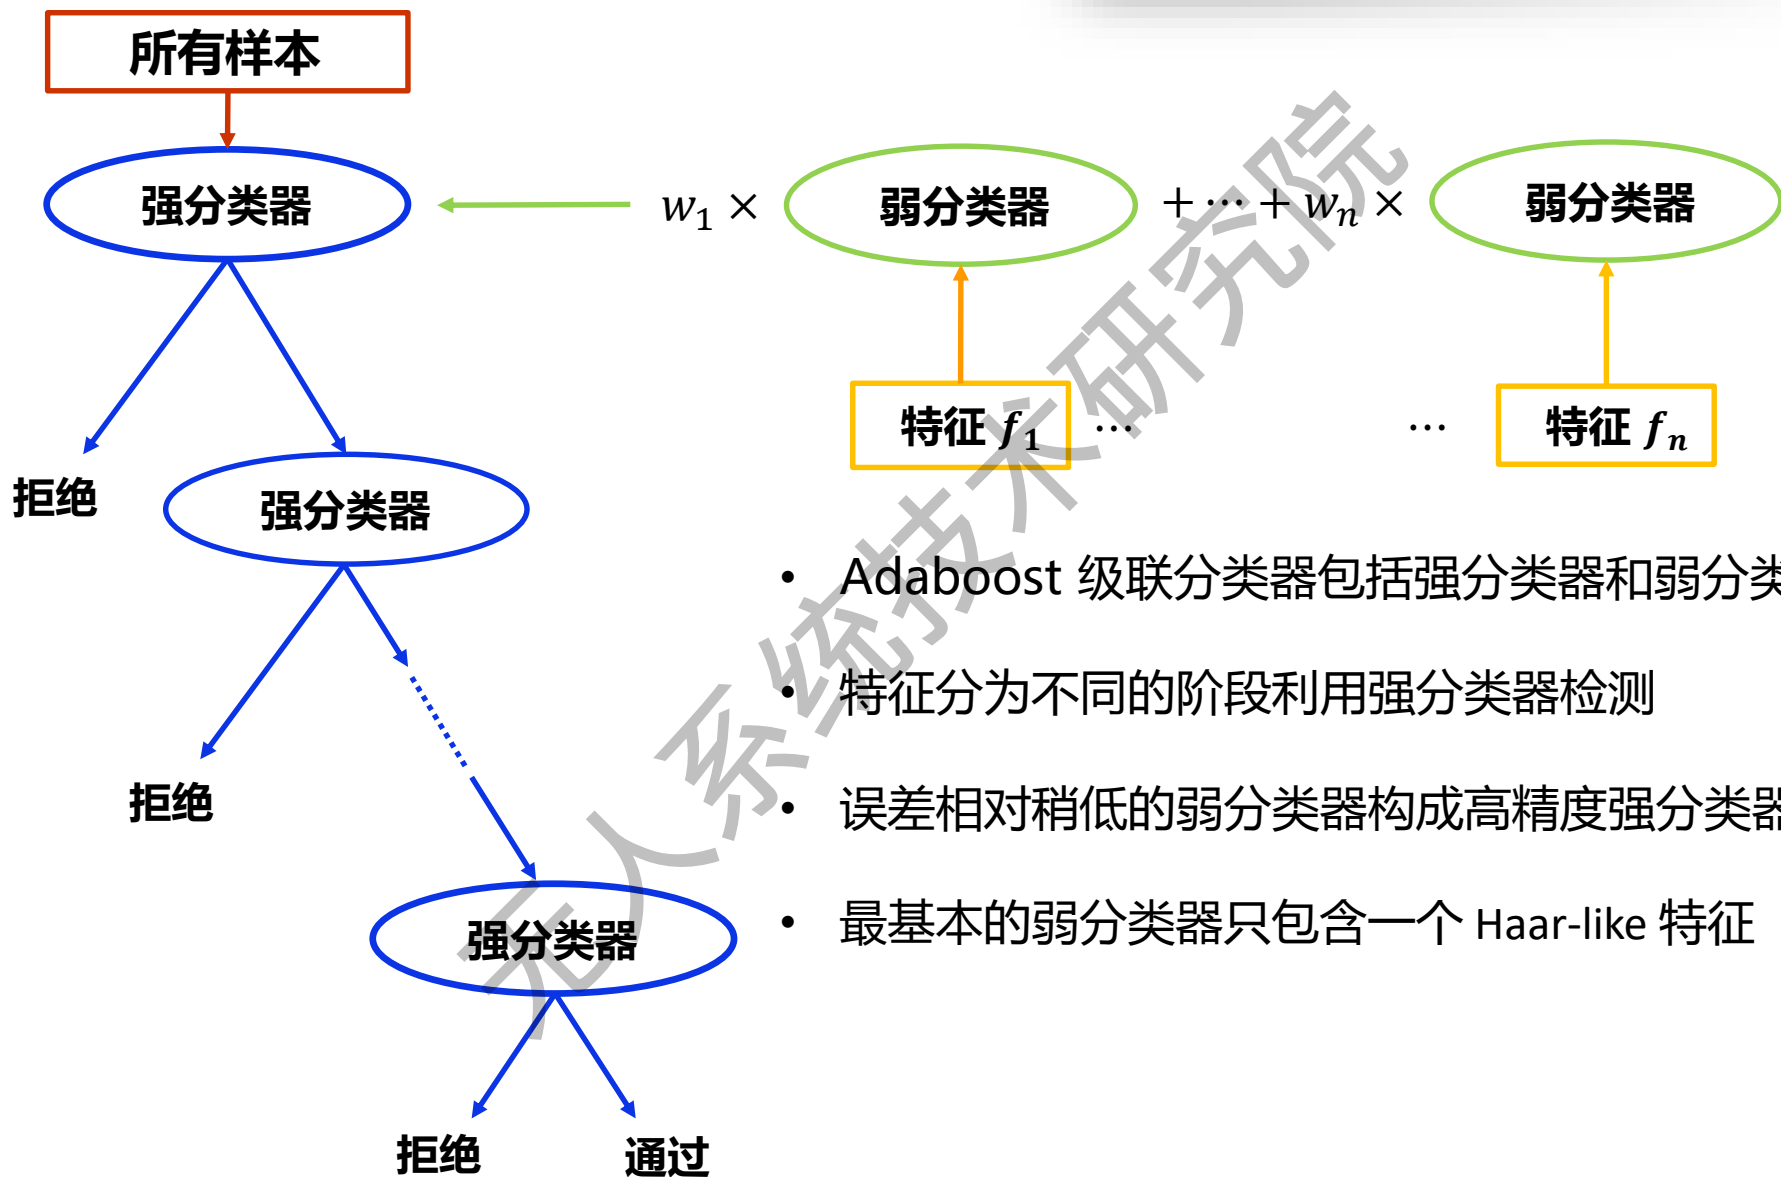 所有样本
强分类器
w₁ × 弱分类器 + ··· + wₙ × 弱分类器
特征 f₁ ··· ··· 特征 fₙ
拒绝
强分类器
Adaboost 级联分类器包括强分类器和弱分类
特征分为不同的阶段利用强分类器检测
拒绝
误差相对稍低的弱分类器构成高精度强分类器
最基本的弱分类器只包含一个 Haar-like 特征
强分类器
拒绝 通过
无人系统技术研究院